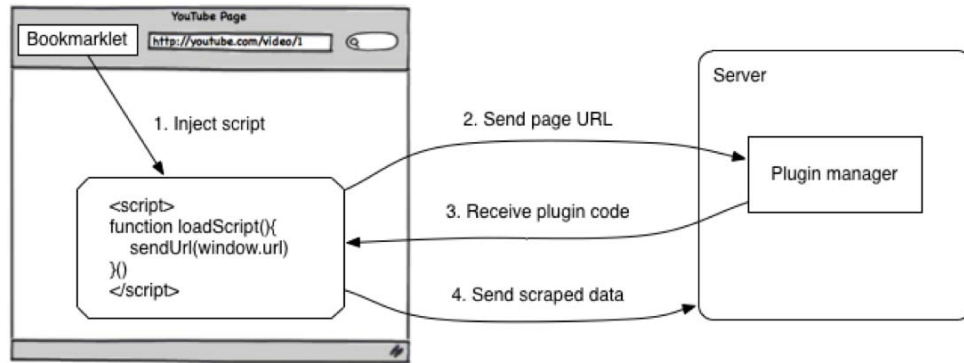 YouTube Page
Bookmarklet
http://youtube.com/video/1
Server
1. Inject script
2. Send page URL
Plugin manager
<script>
function loadScript(){
sendUrl(window.url)
}()
</script>
3. Receive plugin code
4. Send scraped data